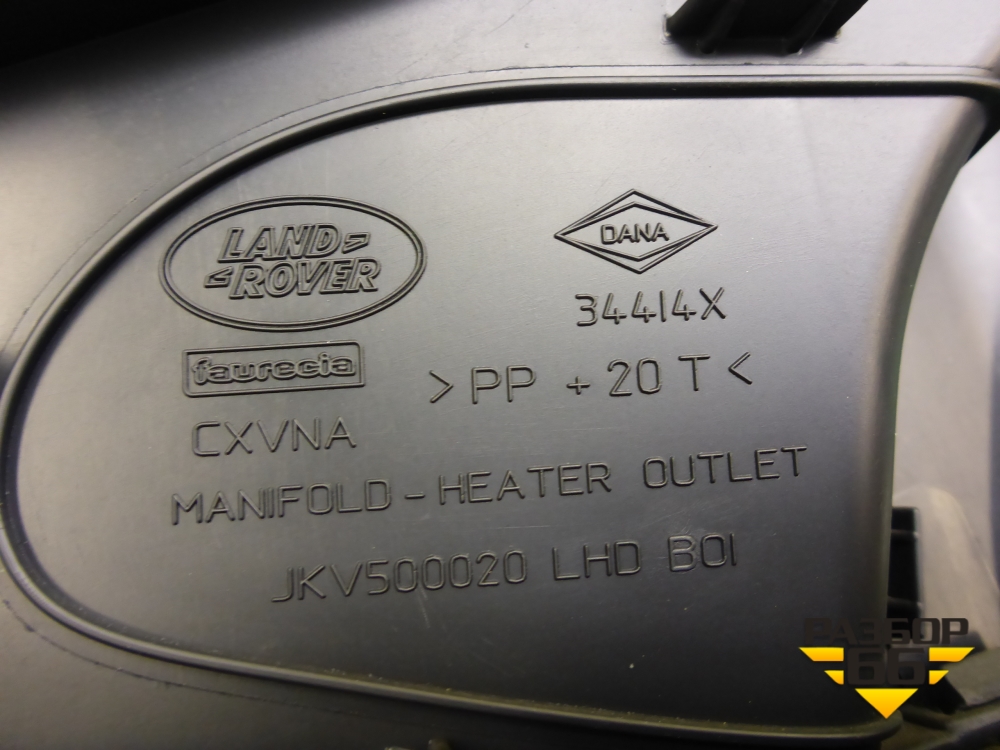 LAND
ROVER
DANA
34414X
faurecia
>PP + 20 T<
CXVNA
MANIFOLD - HEATER OUTLET
JKV500020 LHD B01
РАЗБОР
66